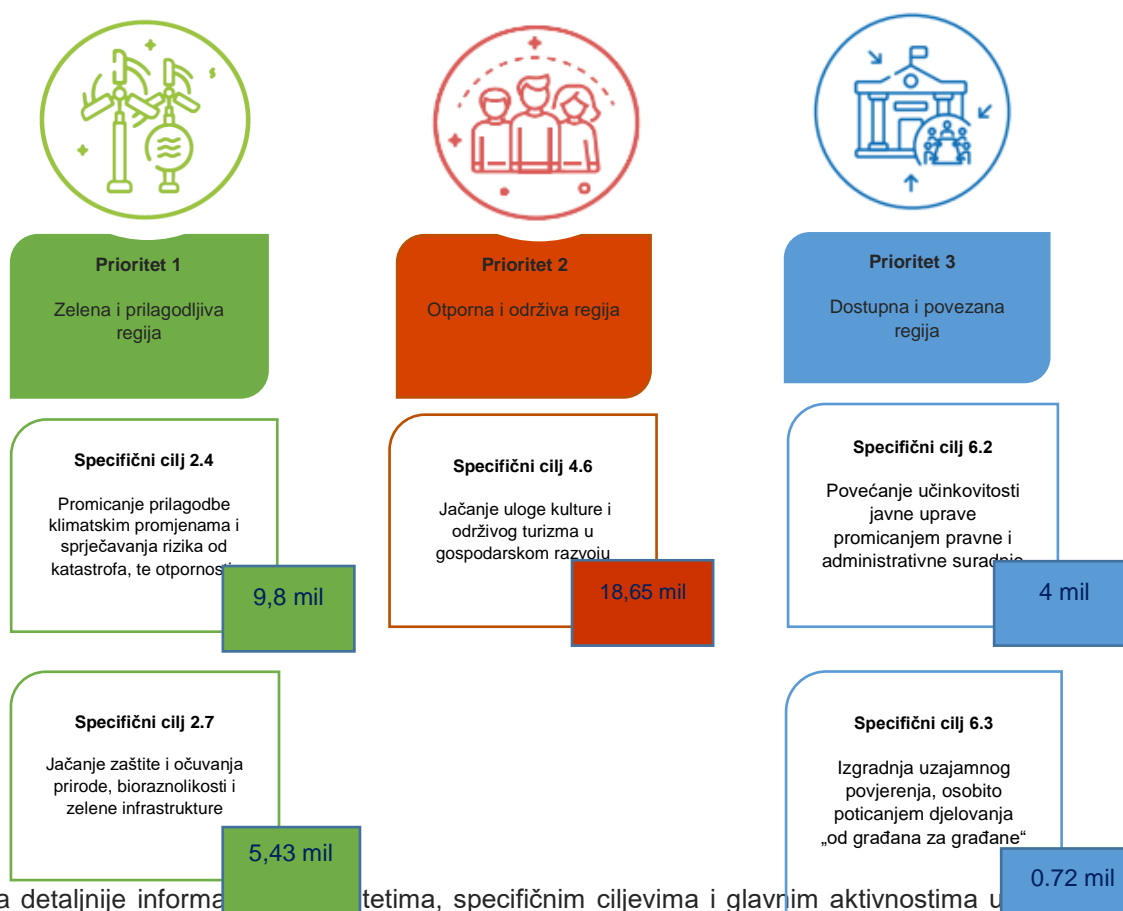 Prioritet 1
Zelena i prilagodljiva
regija
Prioritet 2
Otporna i održiva regija
Prioritet 3
Dostupna i povezana
regija
Specifični cilj 2.4
Promicanje prilagodbe
klimatskim promjenama i
sprječavanja rizika od
katastrofa, te
9,8 mil
Specifični cilj 4.6
Jačanje uloge kulture i
održivog turizma u
gospodarskom razvoju
18,65 mil
Specifični cilj 6.2
Povećanje učinkovitosti
javne uprave
promicanjem pravne i
administrativne
4 mil
Specifični cilj 2.7
Jačanje zaštite i očuvanja
prirode, bioraznolikosti i
zelene infrastrukture
5,43 mil
Specifični cilj 6.3
Izgradnja uzajamnog
povjerenja, osobito
poticanjem djelovanja
„od građana za građane“
0.72 mil
detaljnije specifičnim ciljevima i glavnim aktivnostima